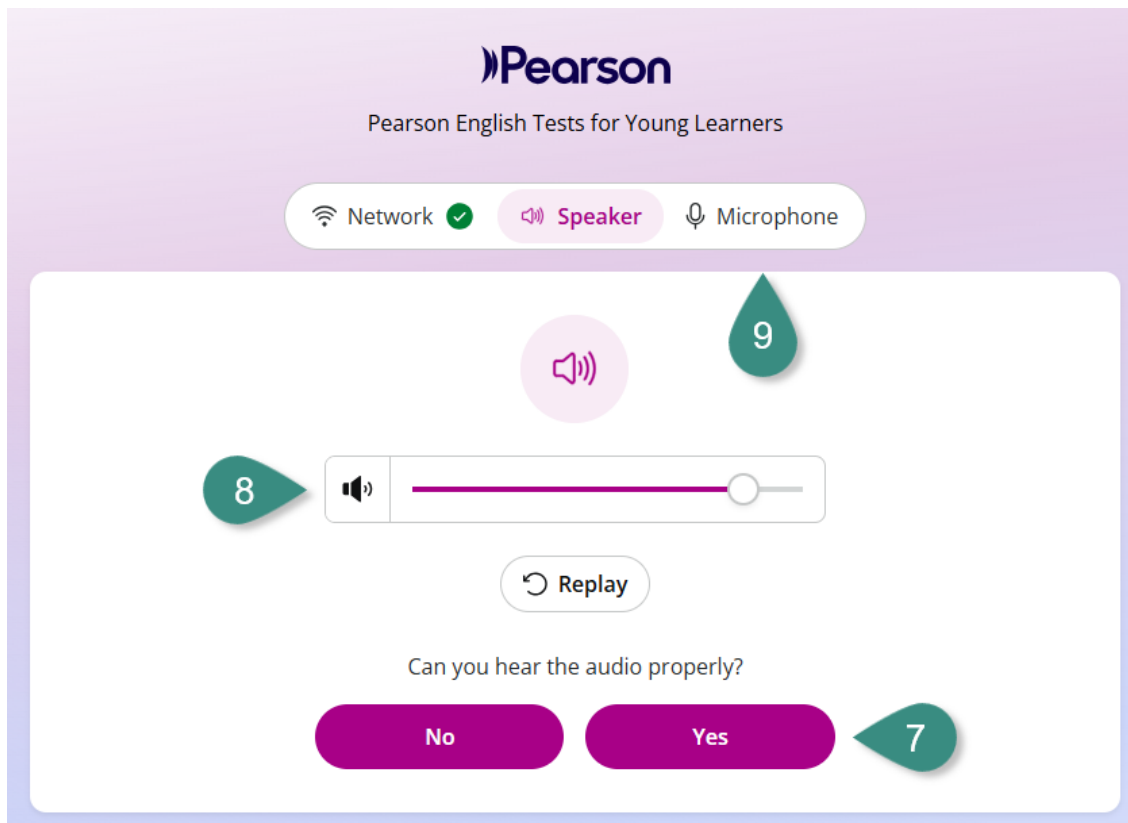 Pearson
Pearson English Tests for Young Learners
Network Speaker Microphone
9
8
Replay
Can you hear the audio properly?
No Yes 7